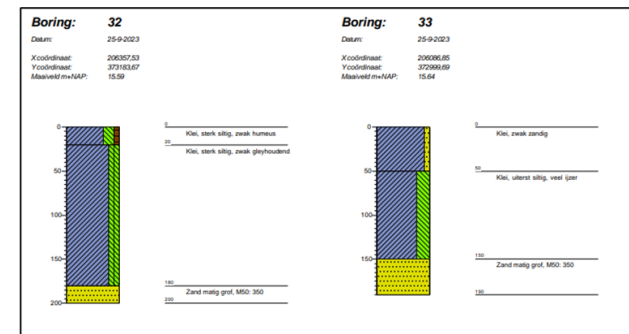 Boring: 32
Datum: 25-9-2023
Xcoördinaat: 206357,53
Ycoördinaat: 373163,67
Maaiveld m+NAP: 15.59
0
50
100
150
200
0
Klei, sterk siltig, zwak humeus
20
Klei, sterk siltig, zwak gleyhoudend
180
Zand matig grof, M50: 350
200
Boring: 33
Datum: 25-9-2023
Xcoördinaat: 206086,85
Ycoördinaat: 372999,69
Maaiveld m+NAP: 15.64
0
50
100
150
0
Klei, zwak zandig
50
Klei, uiterst siltig, veel ijzer
150
Zand matig grof, M50: 350
190